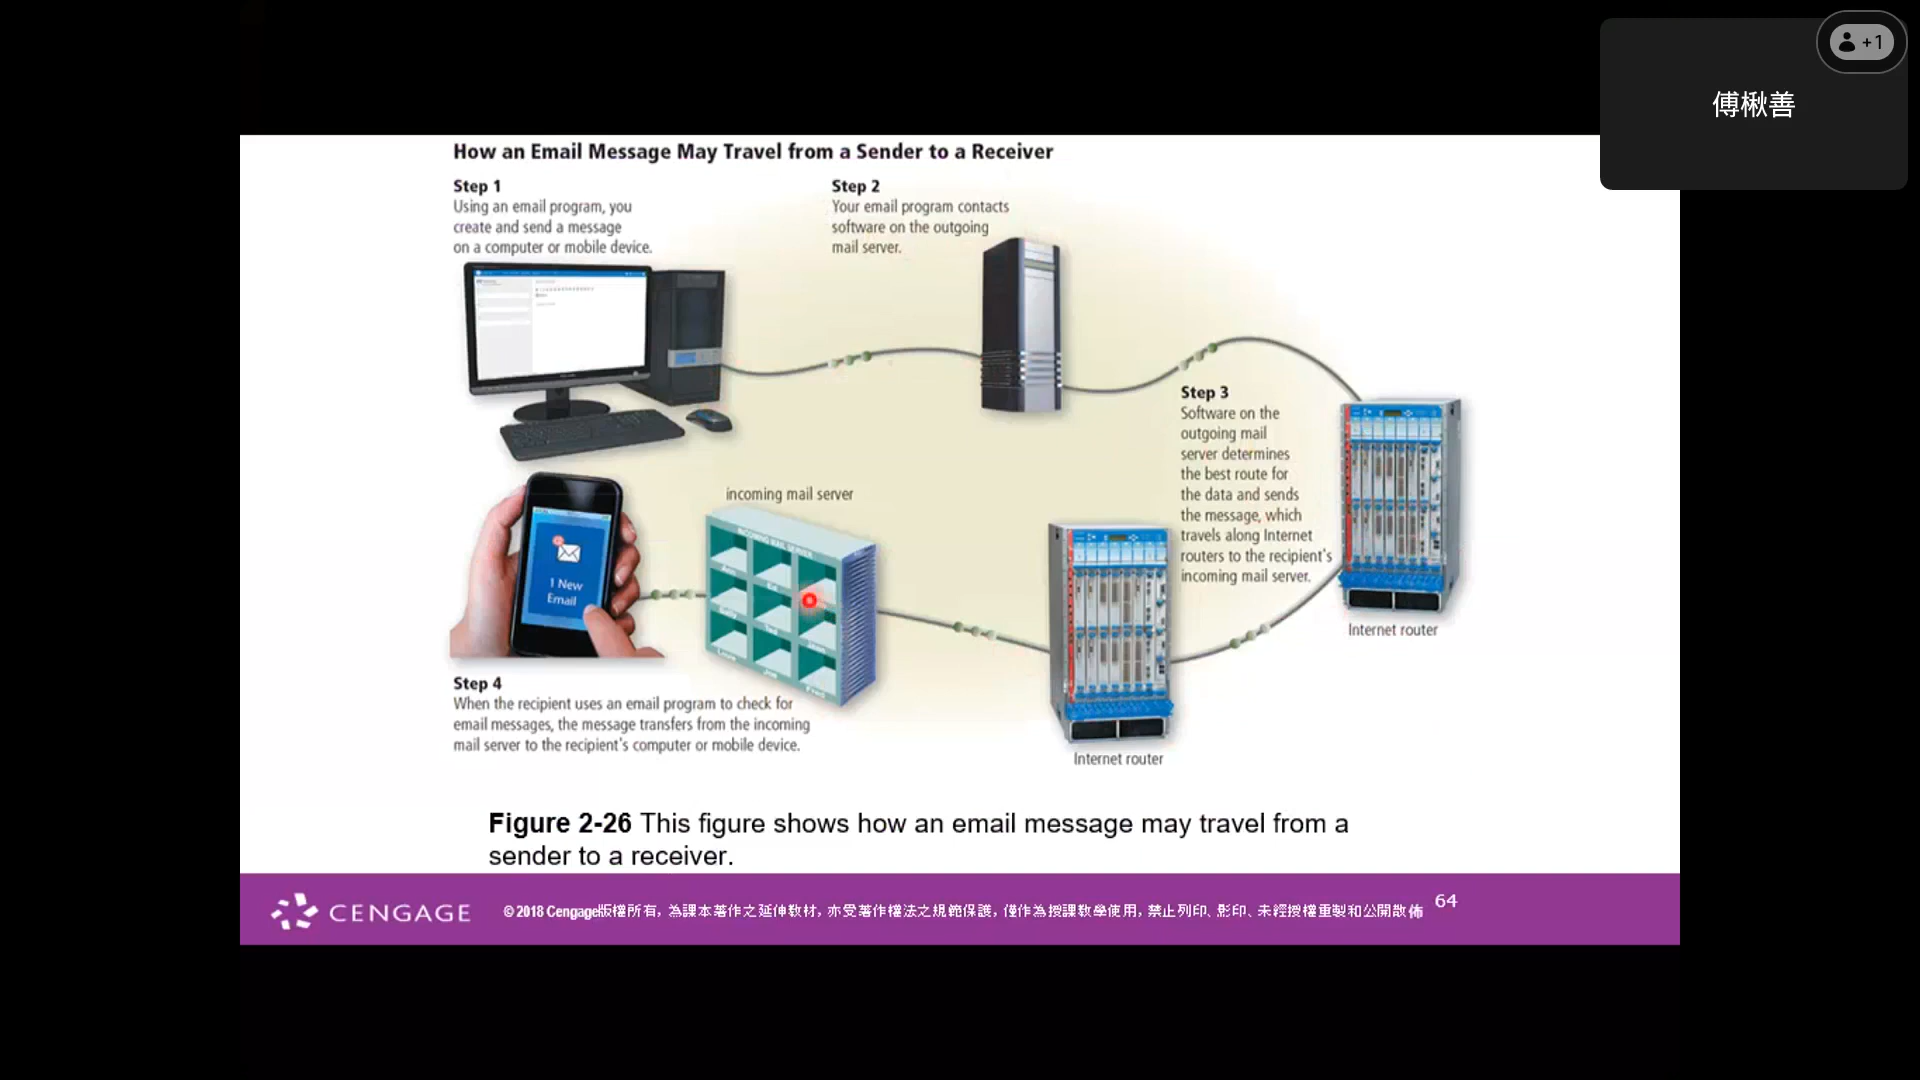 +1
傅楸善
How an Email Message May Travel from a Sender to a Receiver
Step 1
Using an email program, you
create and send a message
on a computer or mobile device.
Step 2
Your email program contacts
software on the outgoing
mail server.
Step 3
Software on the
outgoing mail
server determines
the best route for
the data and sends
the message, which
travels along Internet
routers to the recipient's
incoming mail server.
Internet router
incoming mail server
INCOMING MAIL SERVER
1 New
Email
Internet router
Step 4
When the recipient uses an email program to check for
email messages, the message transfers from the incoming
mail server to the recipient's computer or mobile device.
Figure 2-26 This figure shows how an email message may travel from a
sender to a receiver.
CENGAGE
© 2018 Cengage版權所有，為課本著作之延伸教材，亦受著作權法之規範保護，僅作為授課教學使用，禁止列印、影印、未經授權重製和公開散佈
64